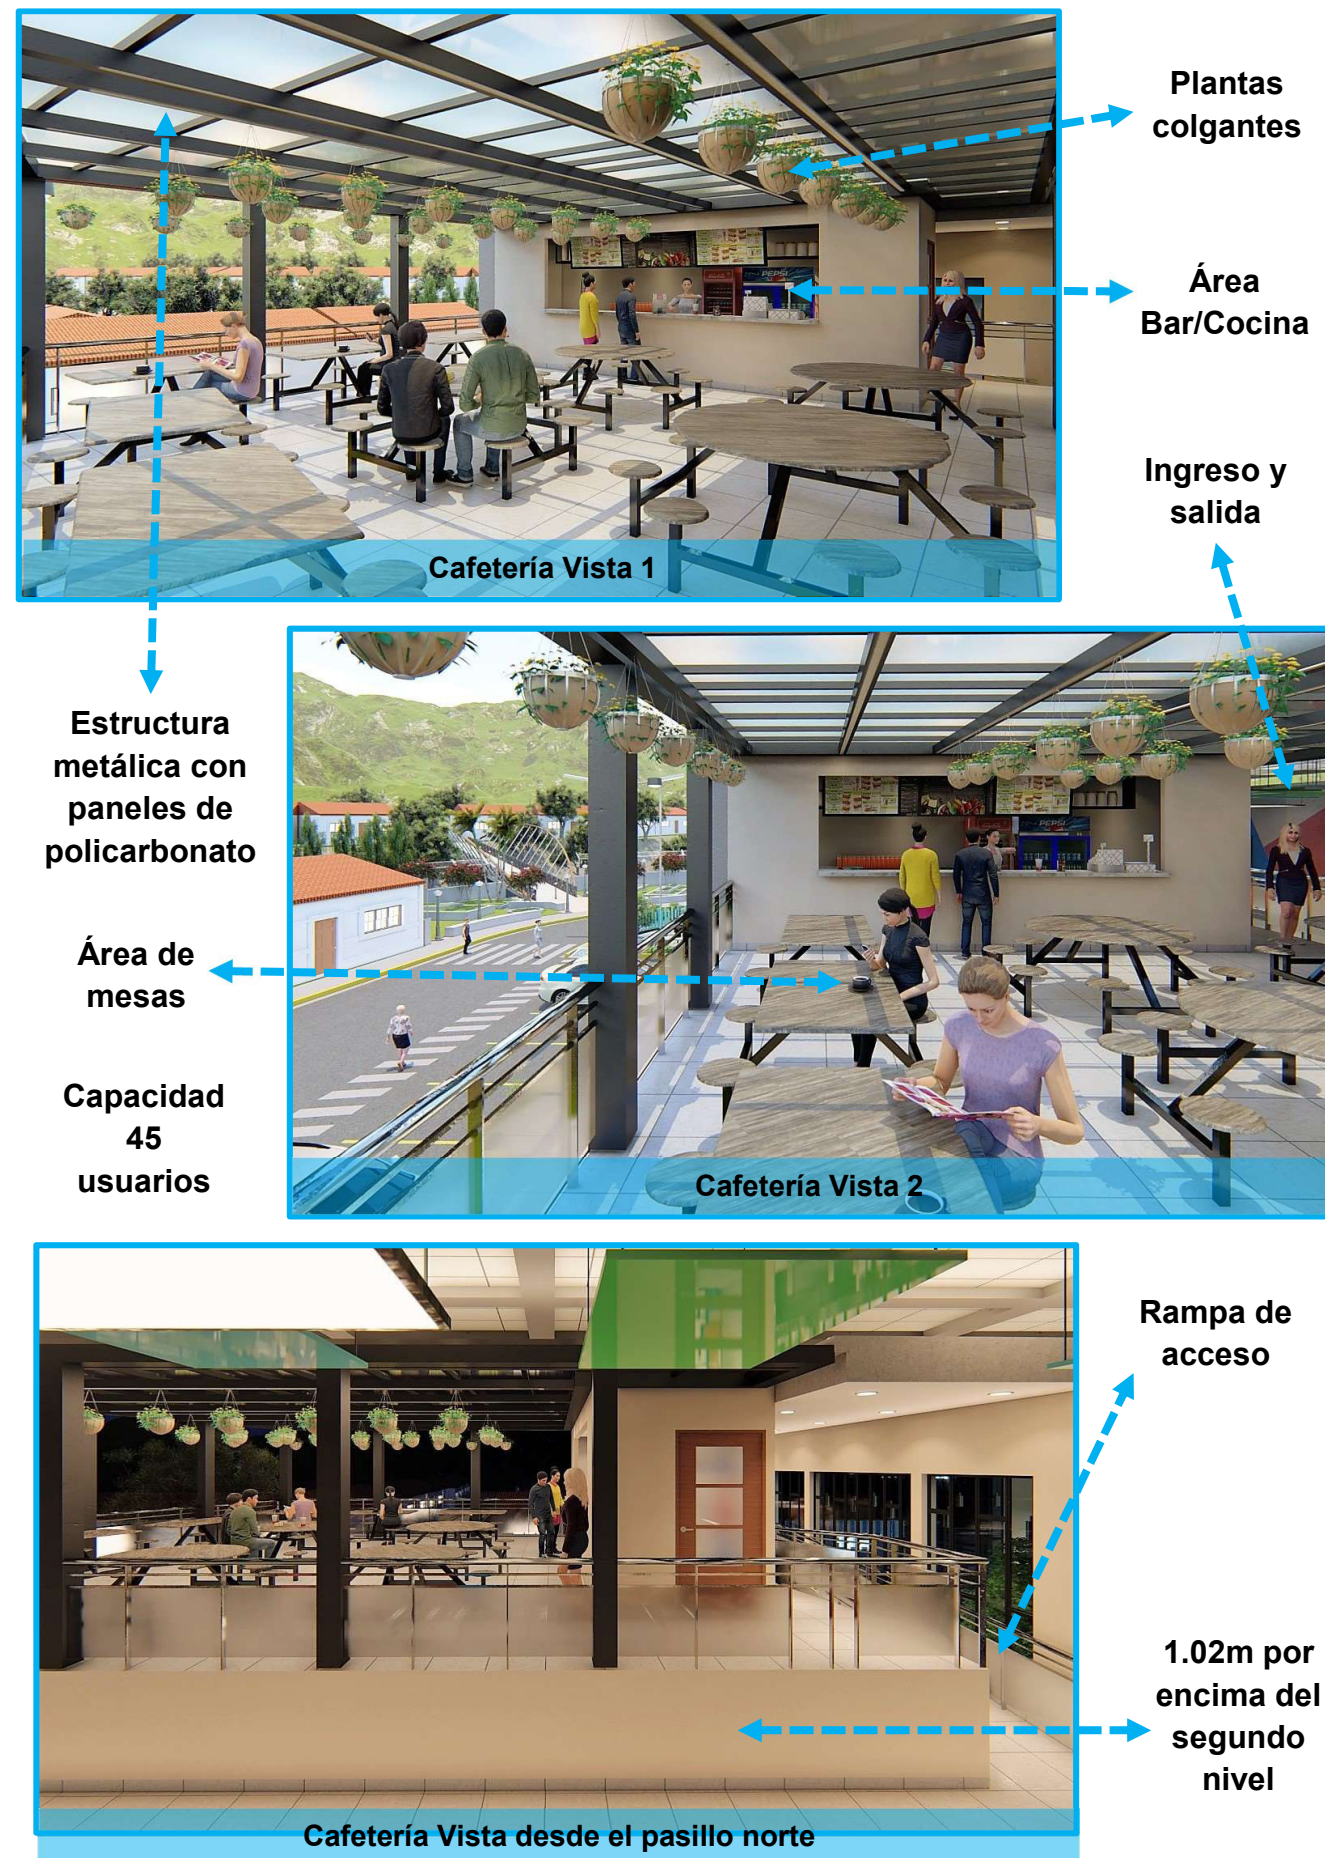 Plantas
colgantes
PEPSI
Área
Bar/Cocina
Ingreso y
salida
Cafetería Vista 1
Estructura
metálica con
paneles de
policarbonato
PEPSI
Área de
mesas
Capacidad
45
usuarios
Cafetería Vista 2
Rampa de
acceso
1.02m por
encima del
segundo
nivel
Cafetería Vista desde el pasillo norte